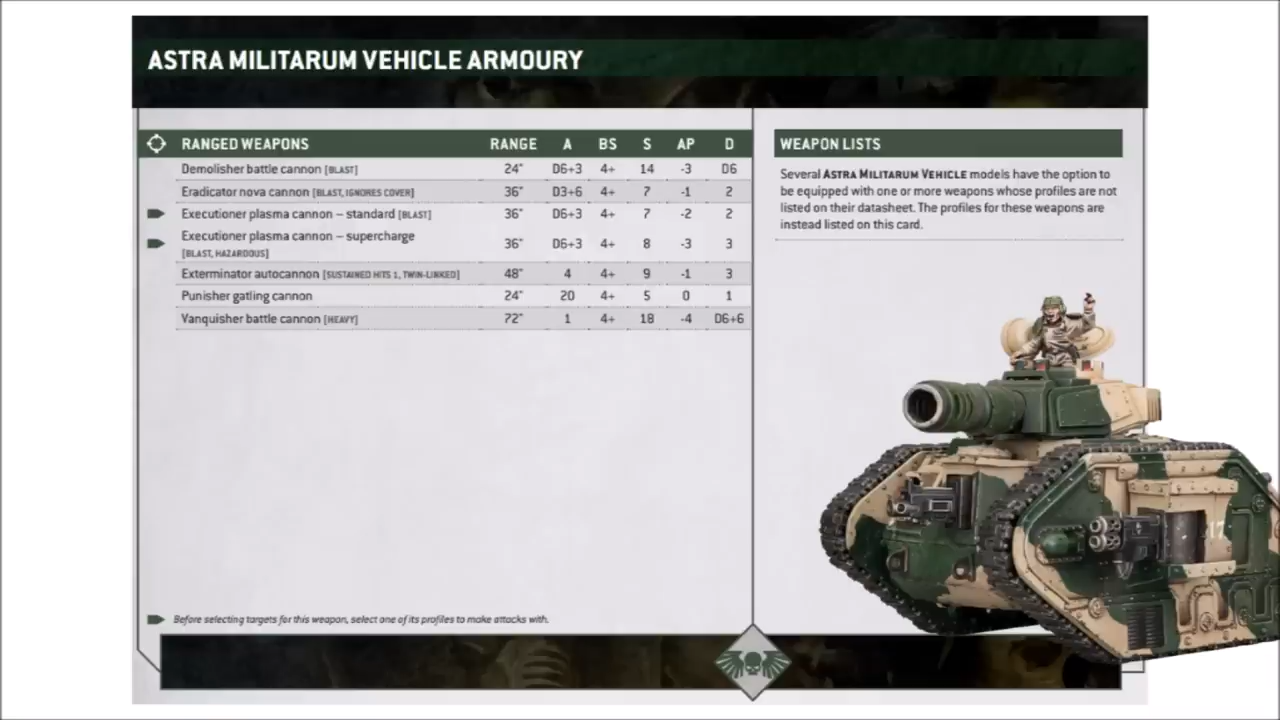 ASTRA MILITARUM VEHICLE ARMOURY
RANGED WEAPONS RANGE A BS S AP D
Demolisher battle cannon [BLAST] 24" D6+3 4+ 14 -3 D6
Eradicator nova cannon [BLAST, IGNORES COVER] 36" D3+6 4+ 7 -1 2
Executioner plasma cannon – standard [BLAST] 36" D6+3 4+ 7 -2 2
Executioner plasma cannon – supercharge
[BLAST, HAZARDOUS] 36" D6+3 4+ 8 -3 3
Exterminator autocannon [SUSTAINED HITS 1, TWIN-LINKED] 48" 4 4+ 9 -1 3
Punisher gatling cannon 24" 20 4+ 5 0 1
Vanquisher battle cannon [HEAVY] 72" 1 4+ 18 -4 D6+6
Before selecting targets for this weapon, select one of its profiles to make attacks with.
WEAPON LISTS
Several ASTRA MILITARUM VEHICLE models have the option to
be equipped with one or more weapons whose profiles are not
listed on their datasheet. The profiles for these weapons are
instead listed on this card.
17